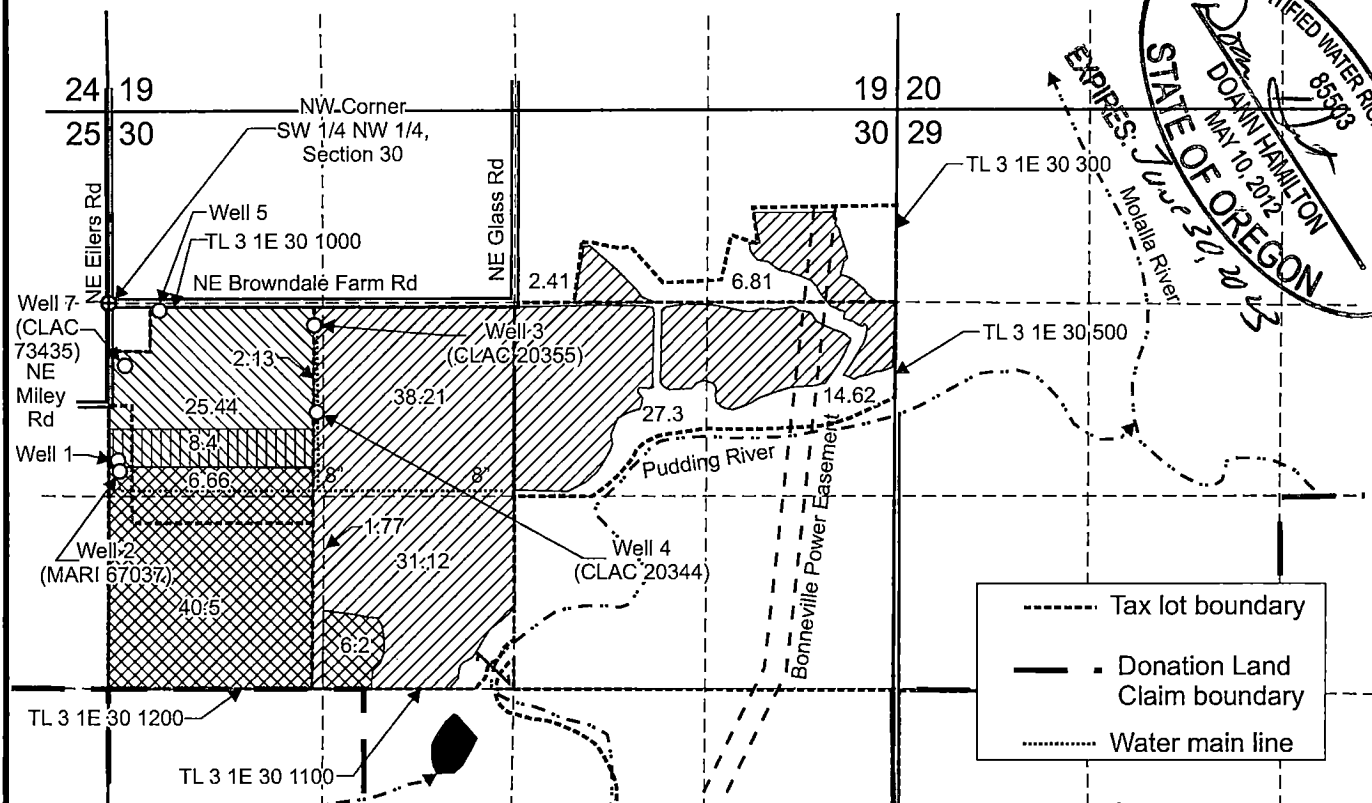 24 19
25 30
19 20
30 29
NW Corner
SW 1/4 NW 1/4,
Section 30
NE Eilers Rd
Well 5
TL 3 1E 30 1000
NE Browndale Farm Rd
NE Glass Rd
TL 3 1E 30 300
2.41
6.81
Well 7
(CLAC
73435)
NE
Miley
Rd
Well 3
(CLAC 20355)
TL 3 1E 30 500
2.13
25.44
38.21
27.3
14.62
8.4
Well 1
6.66
8"
8"
Pudding River
Molalla River
Bonneville Power Easement
1.77
Well 2
(MARI 67037)
31.12
Well 4
(CLAC 20344)
40.5
6.2
TL 3 1E 30 1200
TL 3 1E 30 1100
Tax lot boundary
Donation Land
Claim boundary
Water main line
TIFIED WATER RIG
85503
DOANN HAMILTON
MAY 10, 2012
STATE OF OREGON
EXPIRES: June 30, 2023